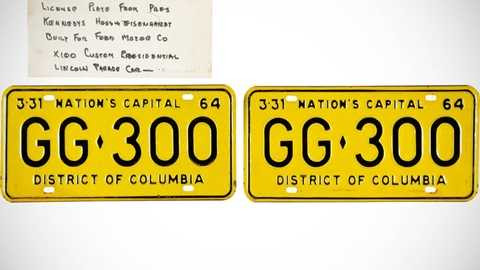 LICENSE PLATE FROM PRES
KENNEDYS
BUILT FOR FORD MOTOR CO
X100 CUSTOM PRESIDENTIAL
LINCOLN PARADE CAR—
3·31 NATION'S CAPITAL 64
GG♦300
DISTRICT OF COLUMBIA
3·31 NATION'S CAPITAL 64
GG♦300
DISTRICT OF COLUMBIA